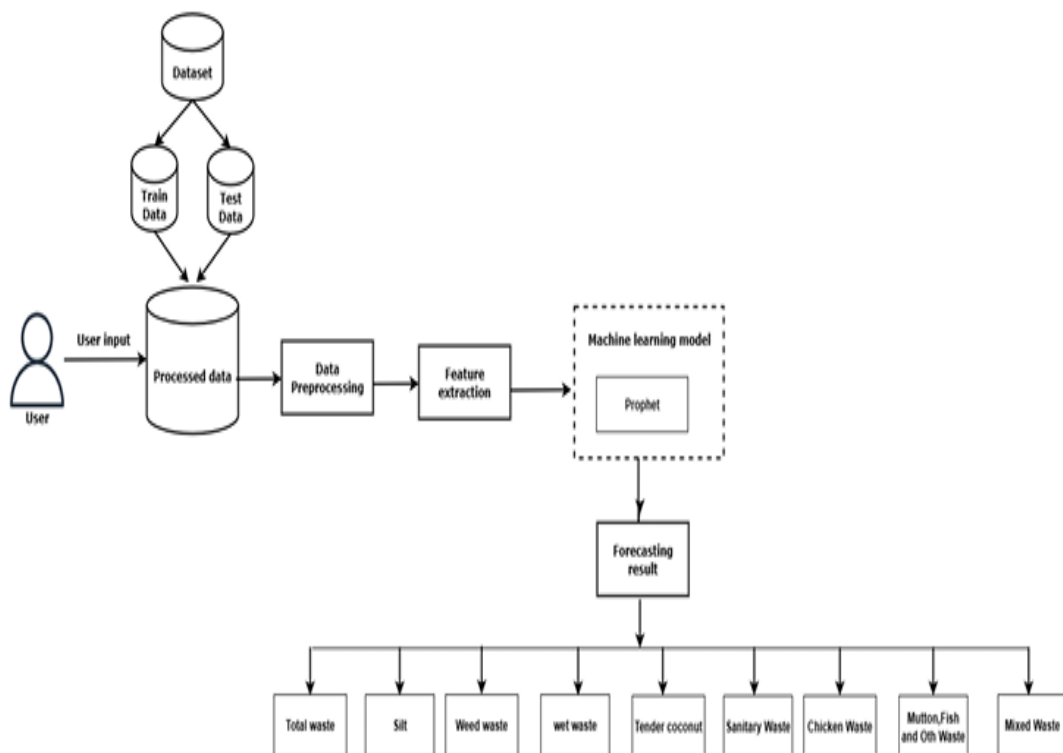 Dataset
Train
Data
Test
Data
User input
User
Processed data
Data
Preprocessing
Feature
extraction
Machine learning model
Prophet
Forecasting
result
Total waste
Silt
Weed waste
wet waste
Tender coconut
Sanitary Waste
Chicken Waste
Mutton,Fish
and Oth Waste
Mixed Waste